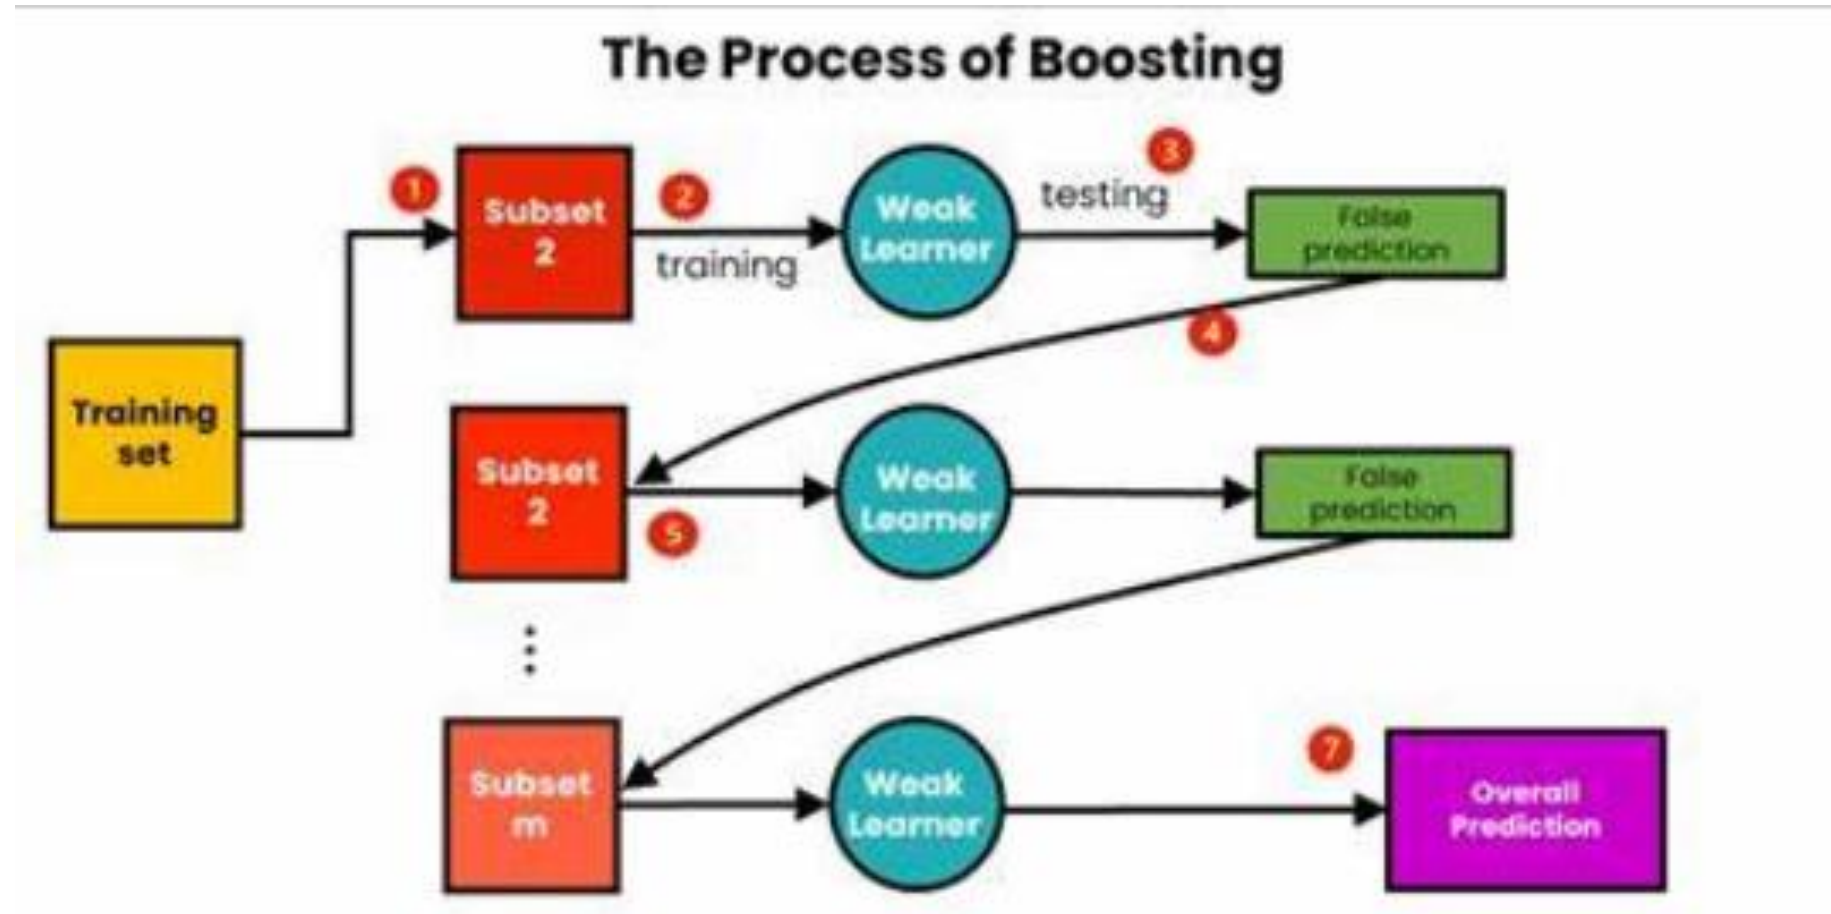 The Process of Boosting
1
Subset
2
2
training
Weak
Learner
testing
3
False
prediction
4
Training
set
Subset
2
5
Weak
Learner
False
prediction
Subset
m
Weak
Learner
7
Overall
Prediction